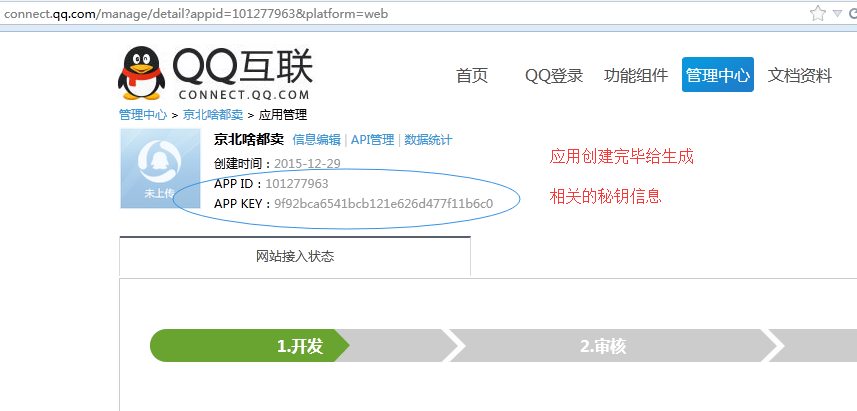 connect.qq.com/manage/detail?appid=101277963&platform=web
QQ互联
CONNECT.QQ.COM
首页 QQ登录 功能组件 管理中心 文档资料
管理中心 > 京北啥都卖 > 应用管理
京北啥都卖 信息编辑 | API管理 | 数据统计
创建时间：2015-12-29
APP ID：101277963
APP KEY：9f92bca6541bcb121e626d477f11b6c0
未上传
应用创建完毕给生成
相关的秘钥信息
网站接入状态
1.开发
2.审核